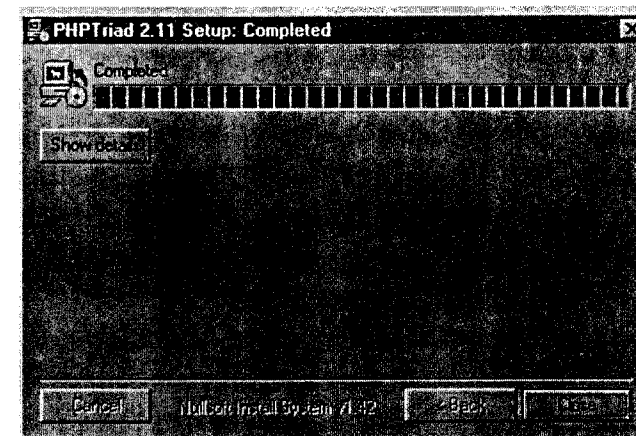 PHPTriad 2.11 Setup: Completed
Completed
Show details
Cancel
Nullsoft Install System v1.42
< Back